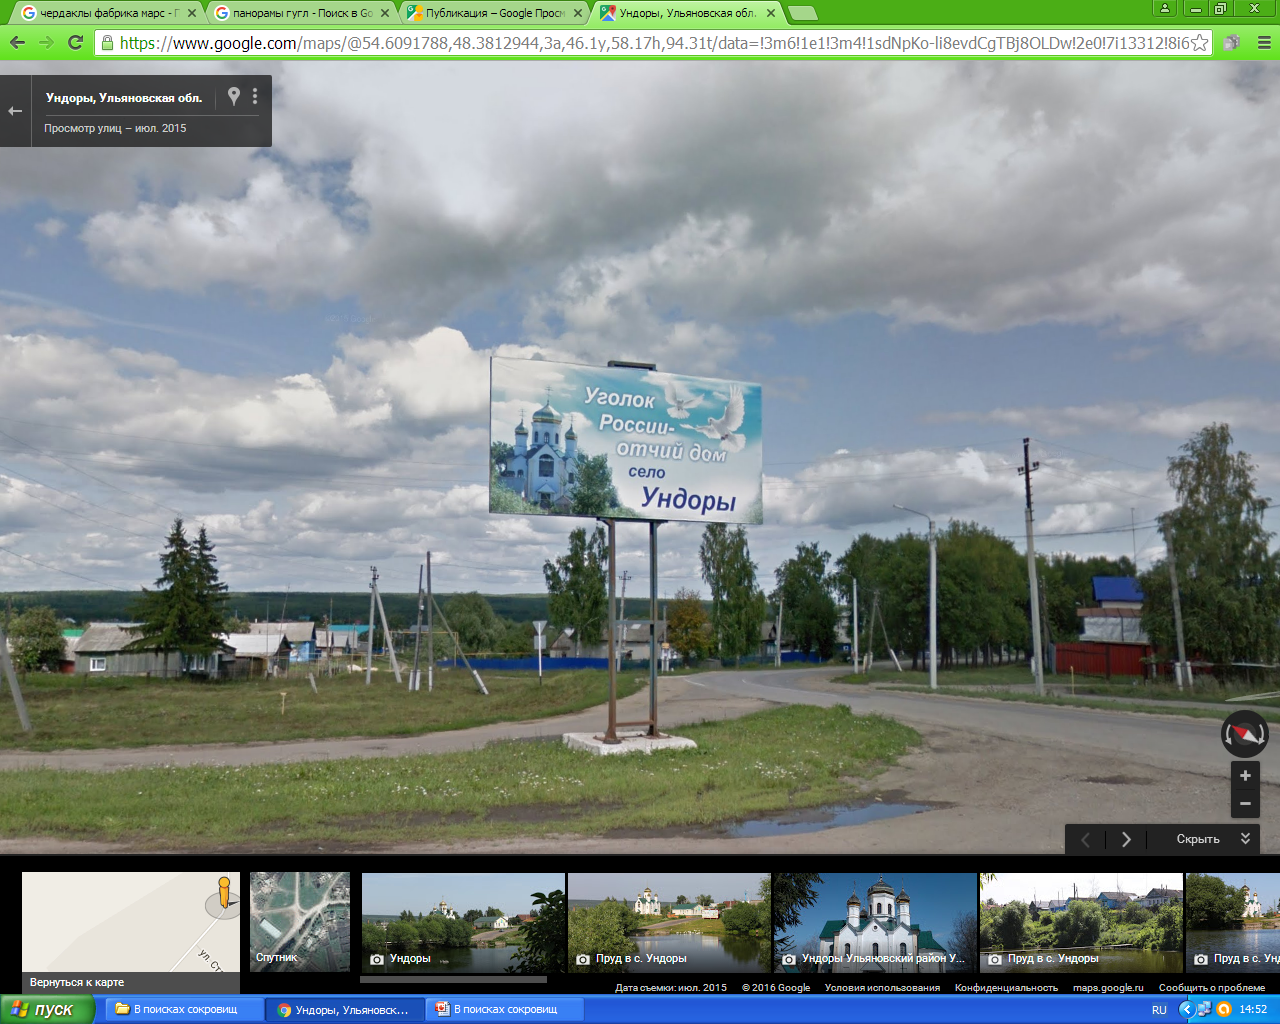 чердаклы фабрика марс - П
панорамы гугл - Поиск в Go
Публикация – Google Просм
Ундоры, Ульяновская обл.
https://www.google.com/maps/@54.6091788,48.3812944,3a,46.1y,58.17h,94.31t/data=!3m6!1e1!3m4!1sdNpKo-li8evdCgTBj8OLDw!2e0!7i13312!8i6
Ундоры, Ульяновская обл.
Просмотр улиц – июл. 2015
Уголок
России-
отчий дом
село
Ундоры
Скрыть
ул. Ст
Вернуться к карте
Спутник
Ундоры
Пруд в с. Ундоры
Ундоры Ульяновский район У...
Пруд в с. Ундоры
Пруд в с. Унд
Дата съемки: июл. 2015 © 2016 Google Условия использования Конфиденциальность maps.google.ru Сообщить о проблеме
пуск
В поисках сокровищ
Ундоры, Ульяновск...
В поисках сокровищ
RU
14:52